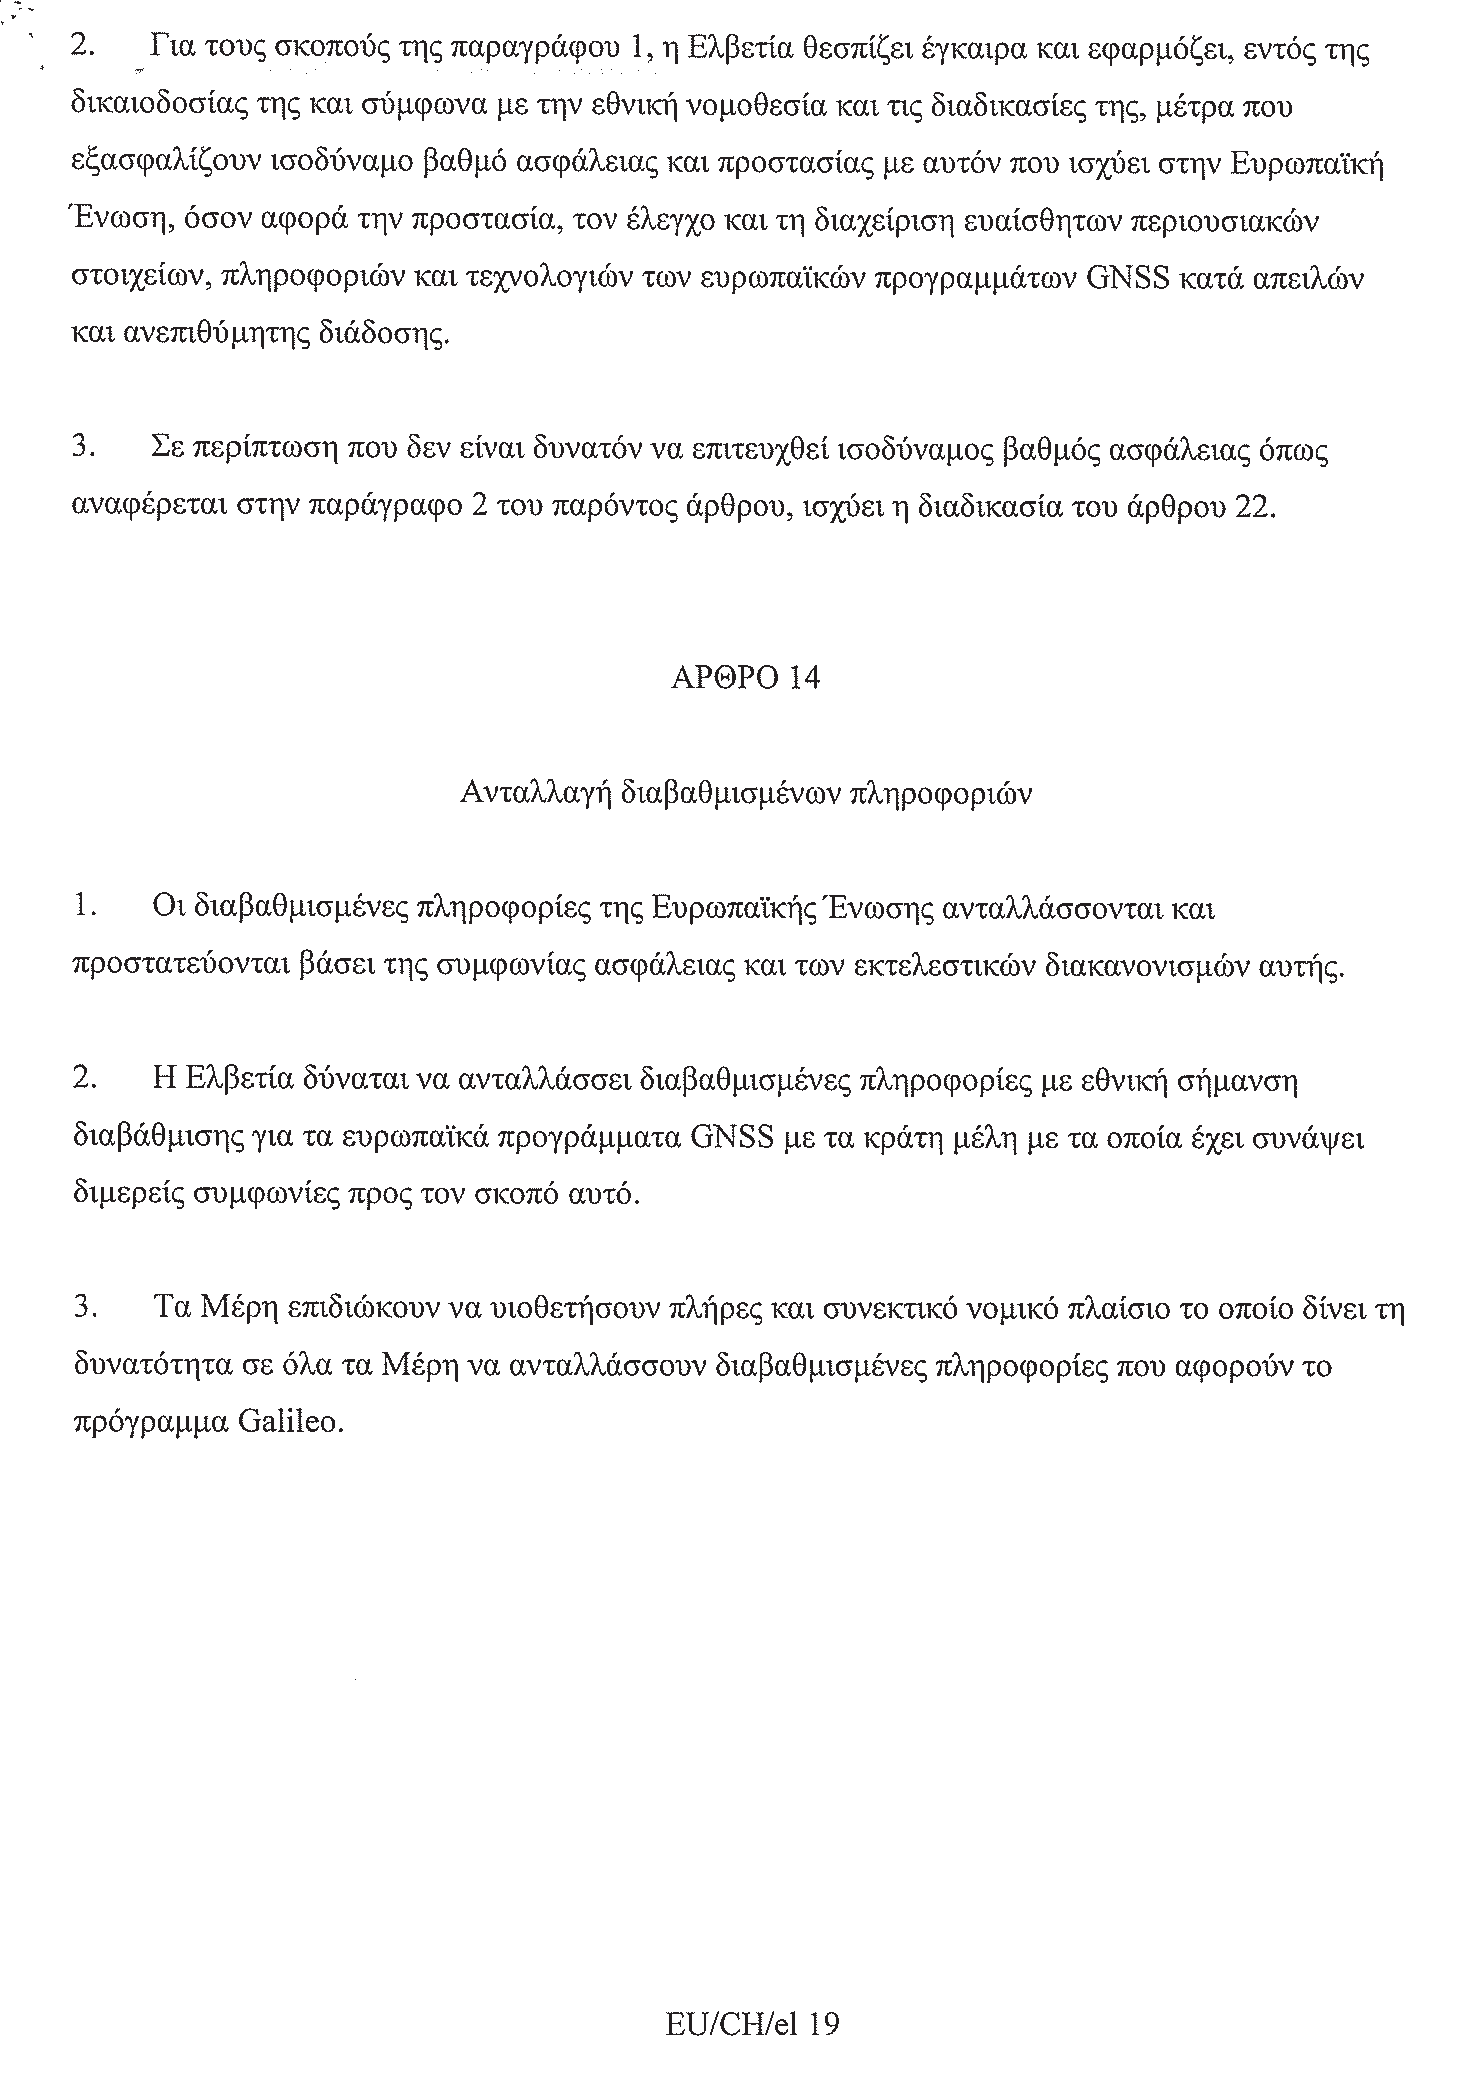 2. Για τους σκοπούς της παραγράφου 1, η Ελβετία θεσπίζει έγκαιρα και εφαρμόζει, εντός της
δικαιοδοσίας της και σύμφωνα με την εθνική νομοθεσία και τις διαδικασίες της, μέτρα που
εξασφαλίζουν ισοδύναμο βαθμό ασφάλειας και προστασίας με αυτόν που ισχύει στην Ευρωπαϊκή
Ένωση, όσον αφορά την προστασία, τον έλεγχο και τη διαχείριση ευαίσθητων περιουσιακών
στοιχείων, πληροφοριών και τεχνολογιών των ευρωπαϊκών προγραμμάτων GNSS κατά απειλών
και ανεπιθύμητης διάδοσης.
3. Σε περίπτωση που δεν είναι δυνατόν να επιτευχθεί ισοδύναμος βαθμός ασφάλειας όπως
αναφέρεται στην παράγραφο 2 του παρόντος άρθρου, ισχύει η διαδικασία του άρθρου 22.
ΑΡΘΡΟ 14
Ανταλλαγή διαβαθμισμένων πληροφοριών
1. Οι διαβαθμισμένες πληροφορίες της Ευρωπαϊκής Ένωσης ανταλλάσσονται και
προστατεύονται βάσει της συμφωνίας ασφάλειας και των εκτελεστικών διακανονισμών αυτής.
2. Η Ελβετία δύναται να ανταλλάσσει διαβαθμισμένες πληροφορίες με εθνική σήμανση
διαβάθμισης για τα ευρωπαϊκά προγράμματα GNSS με τα κράτη μέλη με τα οποία έχει συνάψει
διμερείς συμφωνίες προς τον σκοπό αυτό.
3. Τα Μέρη επιδιώκουν να υιοθετήσουν πλήρες και συνεκτικό νομικό πλαίσιο το οποίο δίνει τη
δυνατότητα σε όλα τα Μέρη να ανταλλάσσουν διαβαθμισμένες πληροφορίες που αφορούν το
πρόγραμμα Galileo.
EU/CH/el 19